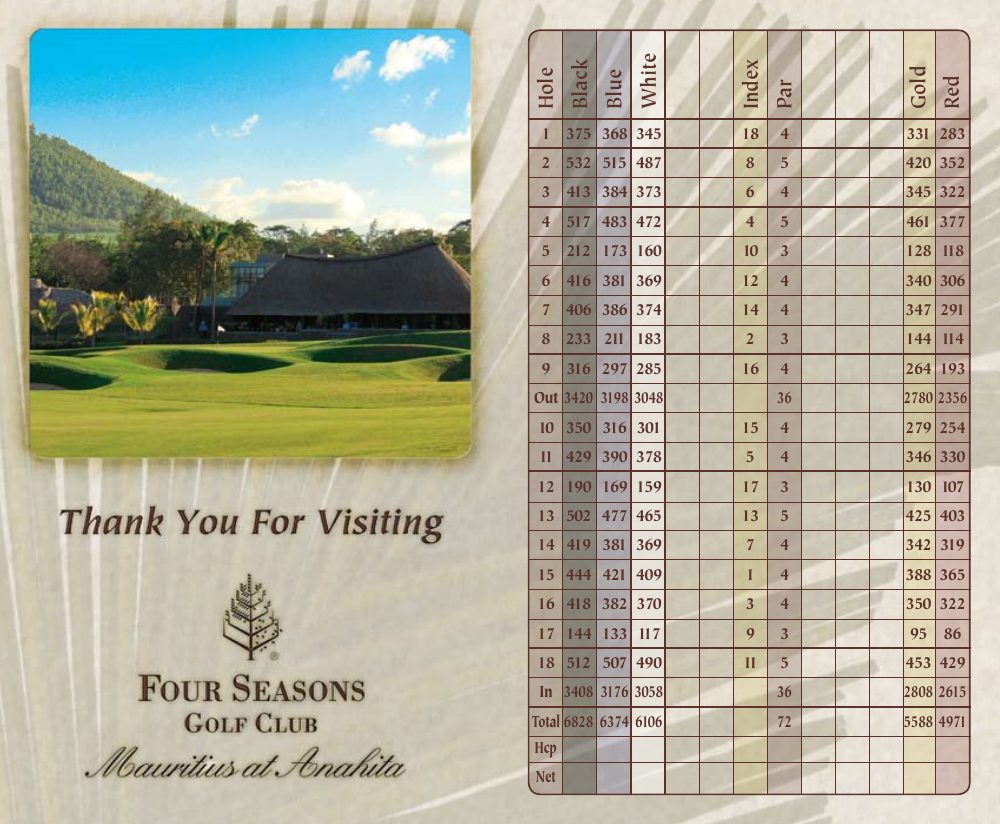 Thank You For Visiting
FOUR SEASONS
GOLF CLUB
Mauritius at Anahita
Hole Black Blue White Index Par Gold Red
1 375 368 345 18 4 331 283
2 532 515 487 8 5 420 352
3 413 384 373 6 4 345 322
4 517 483 472 4 5 461 377
5 212 173 160 10 3 128 118
6 416 381 369 12 4 340 306
7 406 386 374 14 4 347 291
8 233 211 183 2 3 144 114
9 316 297 285 16 4 264 193
Out 3420 3198 3048 36 2780 2356
10 350 316 301 15 4 279 254
11 429 390 378 5 4 346 330
12 190 169 159 17 3 130 107
13 502 477 465 13 5 425 403
14 419 381 369 7 4 342 319
15 444 421 409 1 4 388 365
16 418 382 370 3 4 350 322
17 144 133 117 9 3 95 86
18 512 507 490 11 5 453 429
In 3408 3176 3058 36 2808 2615
Total 6828 6374 6106 72 5588 4971
Hcp
Net